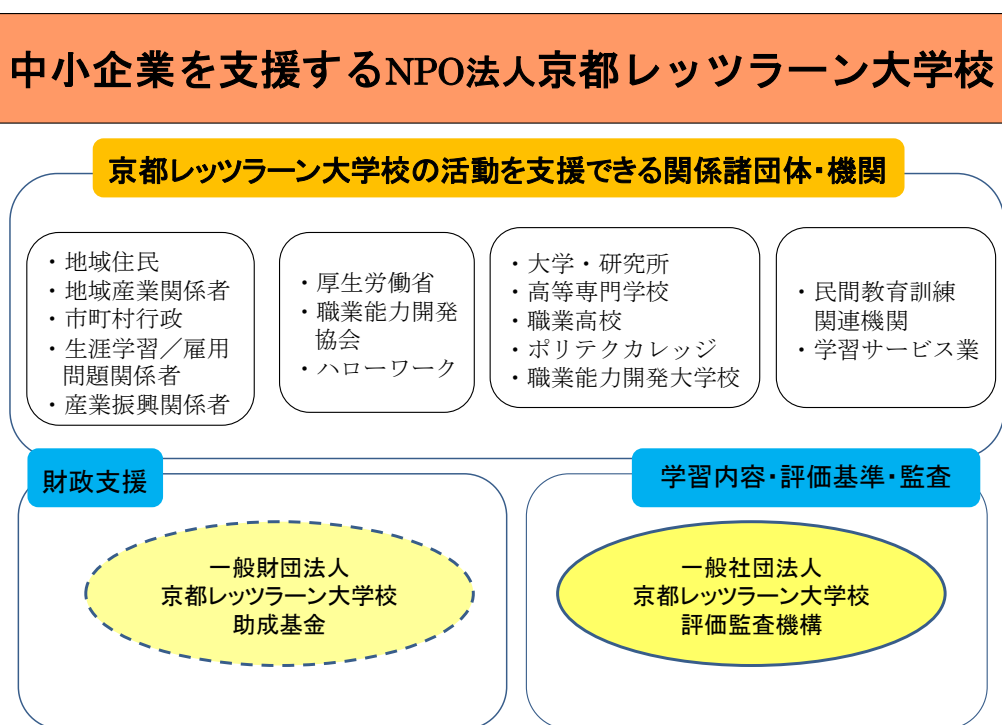 中小企業を支援するNPO法人京都レッツラーン大学校
京都レッツラーン大学校の活動を支援できる関係諸団体・機関
・地域住民
・地域産業関係者
・市町村行政
・生涯学習／雇用
問題関係者
・産業振興関係者
・厚生労働省
・職業能力開発
協会
・ハローワーク
・大学・研究所
・高等専門学校
・職業高校
・ポリテクカレッジ
・職業能力開発大学校
・民間教育訓練
関連機関
・学習サービス業
財政支援
一般財団法人
京都レッツラーン大学校
助成基金
学習内容・評価基準・監査
一般社団法人
京都レッツラーン大学校
評価監査機構